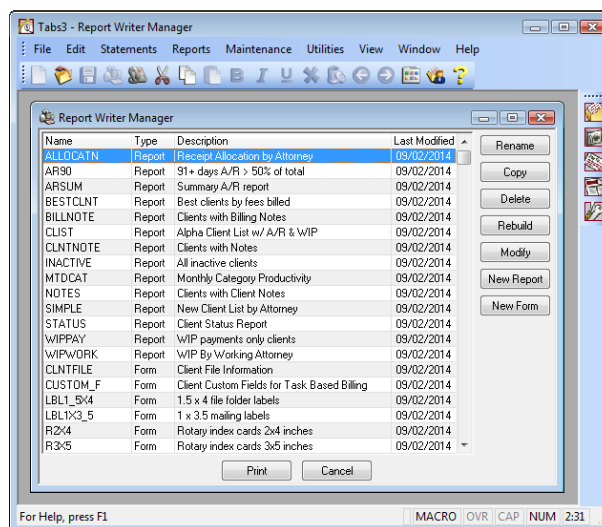 Tabs3 - Report Writer Manager
File Edit Statements Reports Maintenance Utilities View Window Help
B I U
Report Writer Manager
Name Type Description Last Modified
ALLOCATN Report Receipt Allocation by Attorney 09/02/2014
AR90 Report 91+ days A/R > 50% of total 09/02/2014
ARSUM Report Summary A/R report 09/02/2014
BESTCLNT Report Best clients by fees billed 09/02/2014
BILLNOTE Report Clients with Billing Notes 09/02/2014
CLIST Report Alpha Client List w/ A/R & WIP 09/02/2014
CLNTNOTE Report Clients with Notes 09/02/2014
INACTIVE Report All inactive clients 09/02/2014
MTDCAT Report Monthly Category Productivity 09/02/2014
NOTES Report Clients with Client Notes 09/02/2014
SIMPLE Report New Client List by Attorney 09/02/2014
STATUS Report Client Status Report 09/02/2014
WIPPAY Report WIP payments only clients 09/02/2014
WIPWORK Report WIP By Working Attorney 09/02/2014
CLNTFILE Form Client File Information 09/02/2014
CUSTOM_F Form Client Custom Fields for Task Based Billing 09/02/2014
LBL1_5X4 Form 1.5 x 4 file folder labels 09/02/2014
LBL1X3_5 Form 1 x 3.5 mailing labels 09/02/2014
R2X4 Form Rotary index cards 2x4 inches 09/02/2014
R3X5 Form Rotary index cards 3x5 inches 09/02/2014
Rename
Copy
Delete
Rebuild
Modify
New Report
New Form
Print Cancel
For Help, press F1 MACRO OVR CAP NUM 2:31